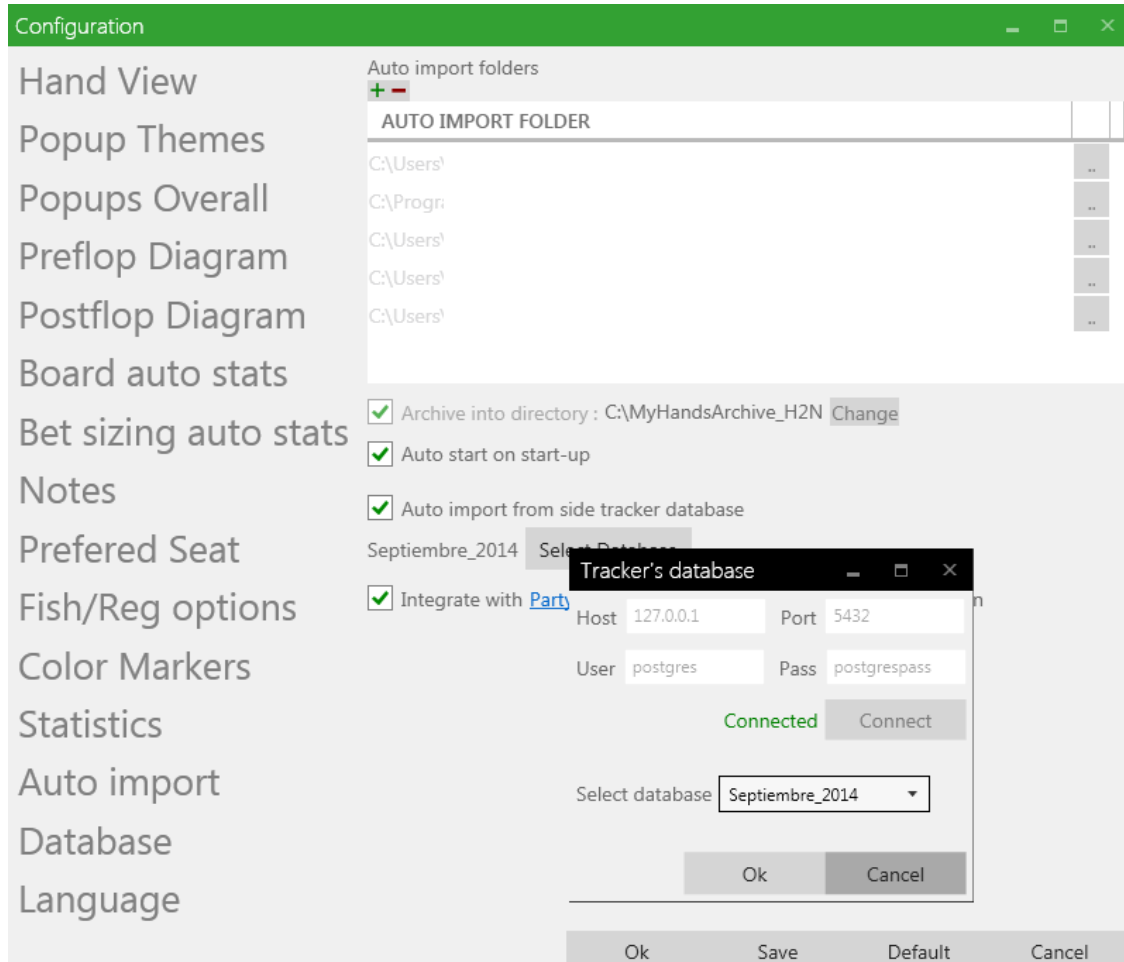 Configuration
Hand View
Popup Themes
Popups Overall
Preflop Diagram
Postflop Diagram
Board auto stats
Bet sizing auto stats
Notes
Prefered Seat
Fish/Reg options
Color Markers
Statistics
Auto import
Database
Language
Auto import folders
AUTO IMPORT FOLDER
C:\Users\
..
C:\Progra
..
C:\Users\
..
C:\Users\
..
C:\Users\
..
Archive into directory : C:\MyHandsArchive_H2N Change
Auto start on start-up
Auto import from side tracker database
Septiembre_2014
Integrate with Party
Tracker's database
Host 127.0.0.1 Port 5432
User postgres Pass postgrespass
Connected Connect
Select database Septiembre_2014
Ok Cancel
Ok Save Default Cancel